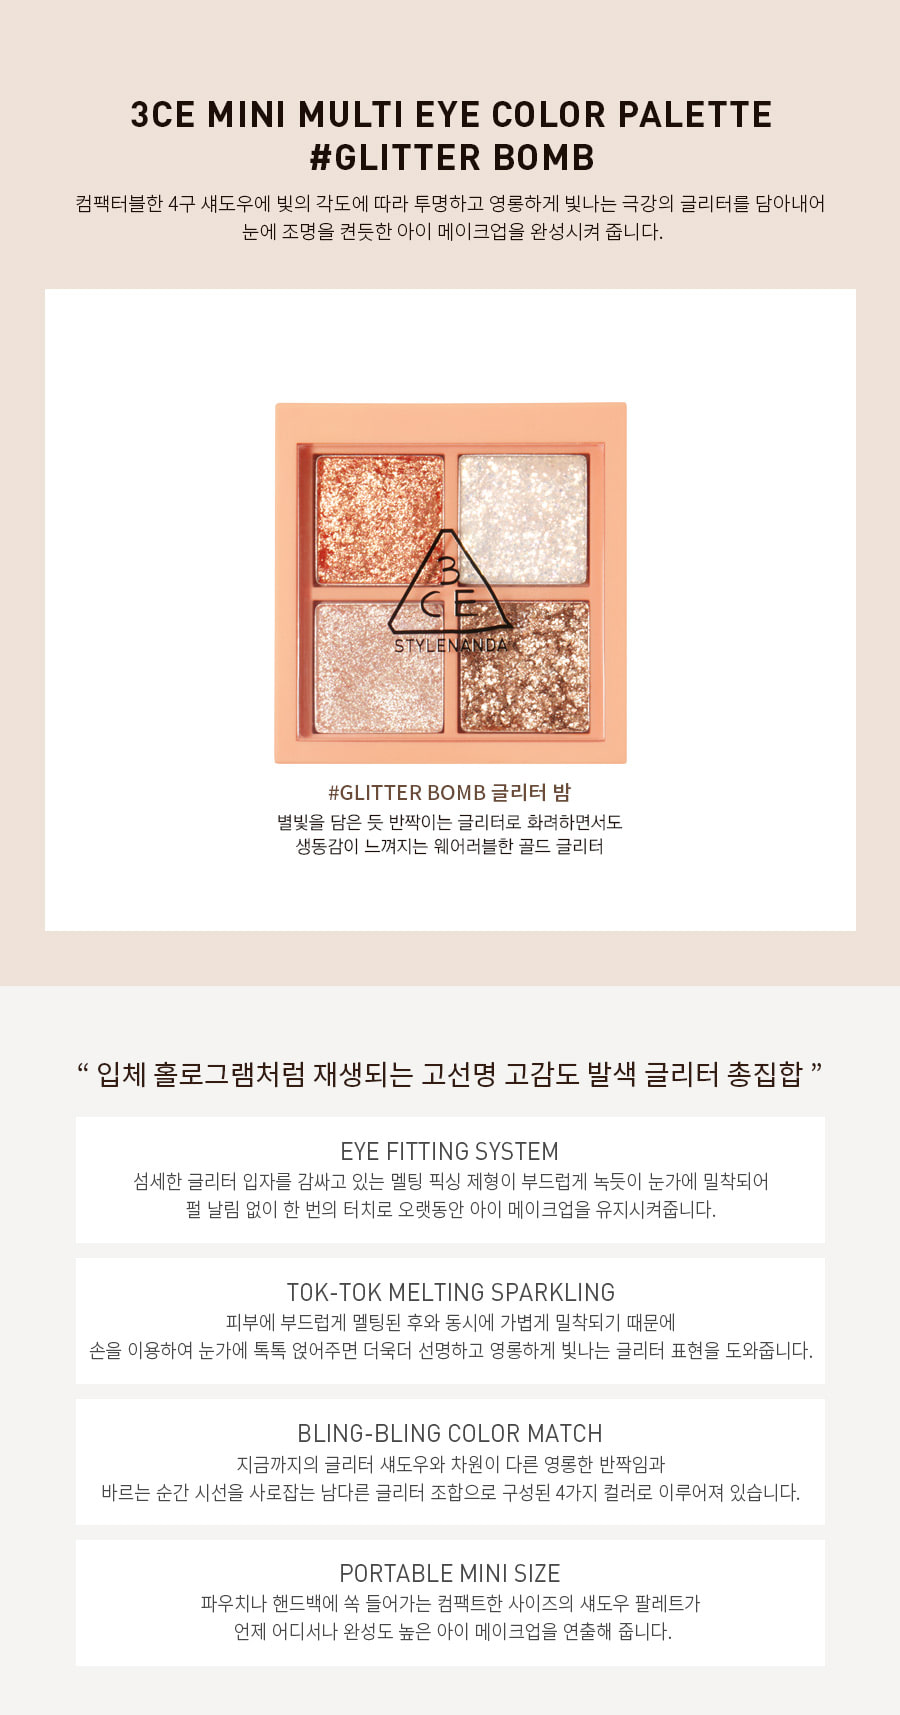 3CE MINI MULTI EYE COLOR PALETTE
#GLITTER BOMB
컴팩터블한 4구 섀도우에 빛의 각도에 따라 투명하고 영롱하게 빛나는 극강의 글리터를 담아내어
눈에 조명을 켠듯한 아이 메이크업을 완성시켜 줍니다.
3
CE
STYLENANDA
#GLITTER BOMB 글리터 밤
별빛을 담은 듯 반짝이는 글리터로 화려하면서도
생동감이 느껴지는 웨어러블한 골드 글리터
“ 입체 홀로그램처럼 재생되는 고선명 고감도 발색 글리터 총집합 ”
EYE FITTING SYSTEM
섬세한 글리터 입자를 감싸고 있는 멜팅 픽싱 제형이 부드럽게 녹듯이 눈가에 밀착되어
펄 날림 없이 한 번의 터치로 오랫동안 아이 메이크업을 유지시켜줍니다.
TOK-TOK MELTING SPARKLING
피부에 부드럽게 멜팅된 후와 동시에 가볍게 밀착되기 때문에
손을 이용하여 눈가에 톡톡 얹어주면 더욱더 선명하고 영롱하게 빛나는 글리터 표현을 도와줍니다.
BLING-BLING COLOR MATCH
지금까지의 글리터 섀도우와 차원이 다른 영롱한 반짝임과
바르는 순간 시선을 사로잡는 남다른 글리터 조합으로 구성된 4가지 컬러로 이루어져 있습니다.
PORTABLE MINI SIZE
파우치나 핸드백에 쏙 들어가는 컴팩트한 사이즈의 섀도우 팔레트가
언제 어디서나 완성도 높은 아이 메이크업을 연출해 줍니다.